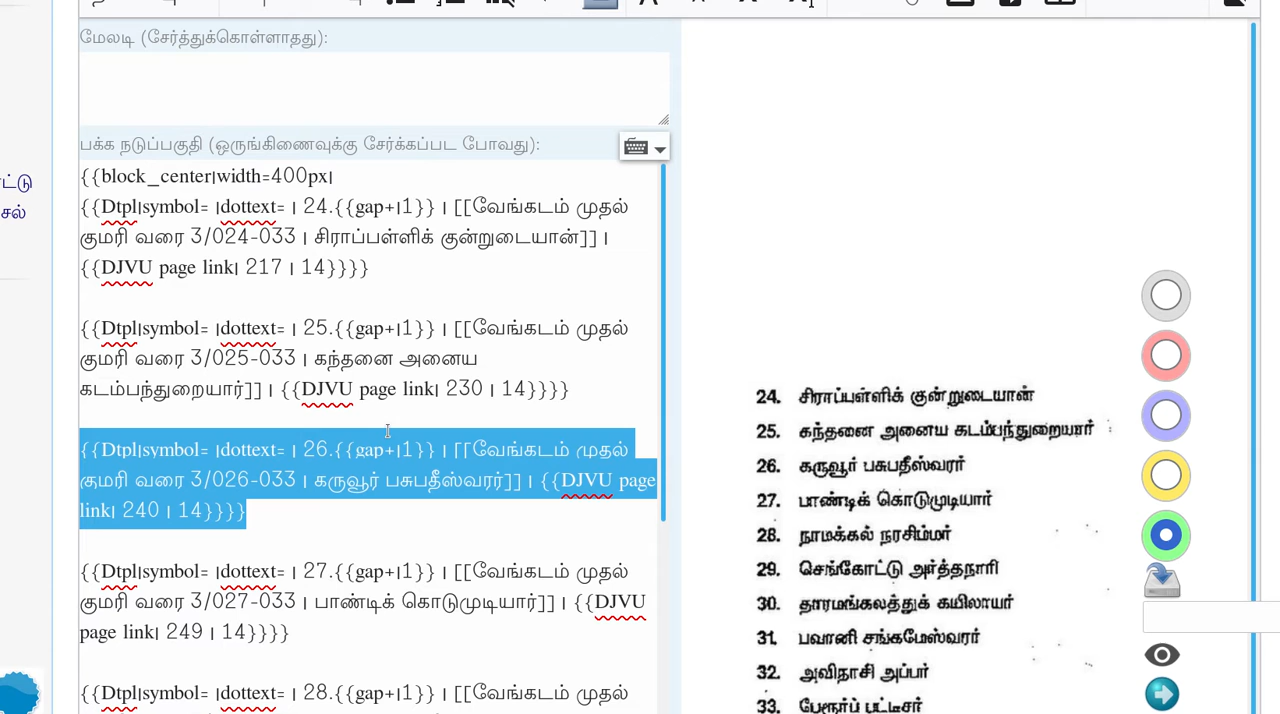 மேலடி (சேர்த்துக்கொள்ளாதது):
பக்க நடுப்பகுதி (ஒருங்கிணைவுக்கு சேர்க்கப்பட போவது):
{{block_center|width=400px|
{{Dtpl|symbol= |dottext= | 24.{{gap+|1}} | [[வேங்கடம் முதல்
குமரி வரை 3/024-033 | சிராப்பள்ளிக் குன்றுடையான்]] |
{{DJVU page link| 217 | 14}}}}
{{Dtpl|symbol= |dottext= | 25.{{gap+|1}} | [[வேங்கடம் முதல்
குமரி வரை 3/025-033 | கந்தனை அனைய
கடம்பந்துறையார்]] | {{DJVU page link| 230 | 14}}}}
{{Dtpl|symbol= |dottext= | 26.{{gap+|1}} | [[வேங்கடம் முதல்
குமரி வரை 3/026-033 | கருவூர் பசுபதீஸ்வரர்]] | {{DJVU page
link| 240 | 14}}}}
{{Dtpl|symbol= |dottext= | 27.{{gap+|1}} | [[வேங்கடம் முதல்
குமரி வரை 3/027-033 | பாண்டிக் கொடுமுடியார்]] | {{DJVU
page link| 249 | 14}}}}
{{Dtpl|symbol= |dottext= | 28.{{gap+|1}} | [[வேங்கடம் முதல்
24. சிராப்பள்ளிக் குன்றுடையான்
25. கந்தனை அனைய கடம்பந்துறையார்
26. கருவூர் பசுபதீஸ்வரர்
27. பாண்டிக் கொடுமுடியார்
28. நாமக்கல் நரசிம்மர்
29. செங்கோட்டு அர்த்தநாரி
30. தாரமங்கலத்துக் கயிலாயர்
31. பவானி சங்கமேஸ்வரர்
32. அவிநாசி அப்பர்
33. பேரூர்ப் பட்டீசர்